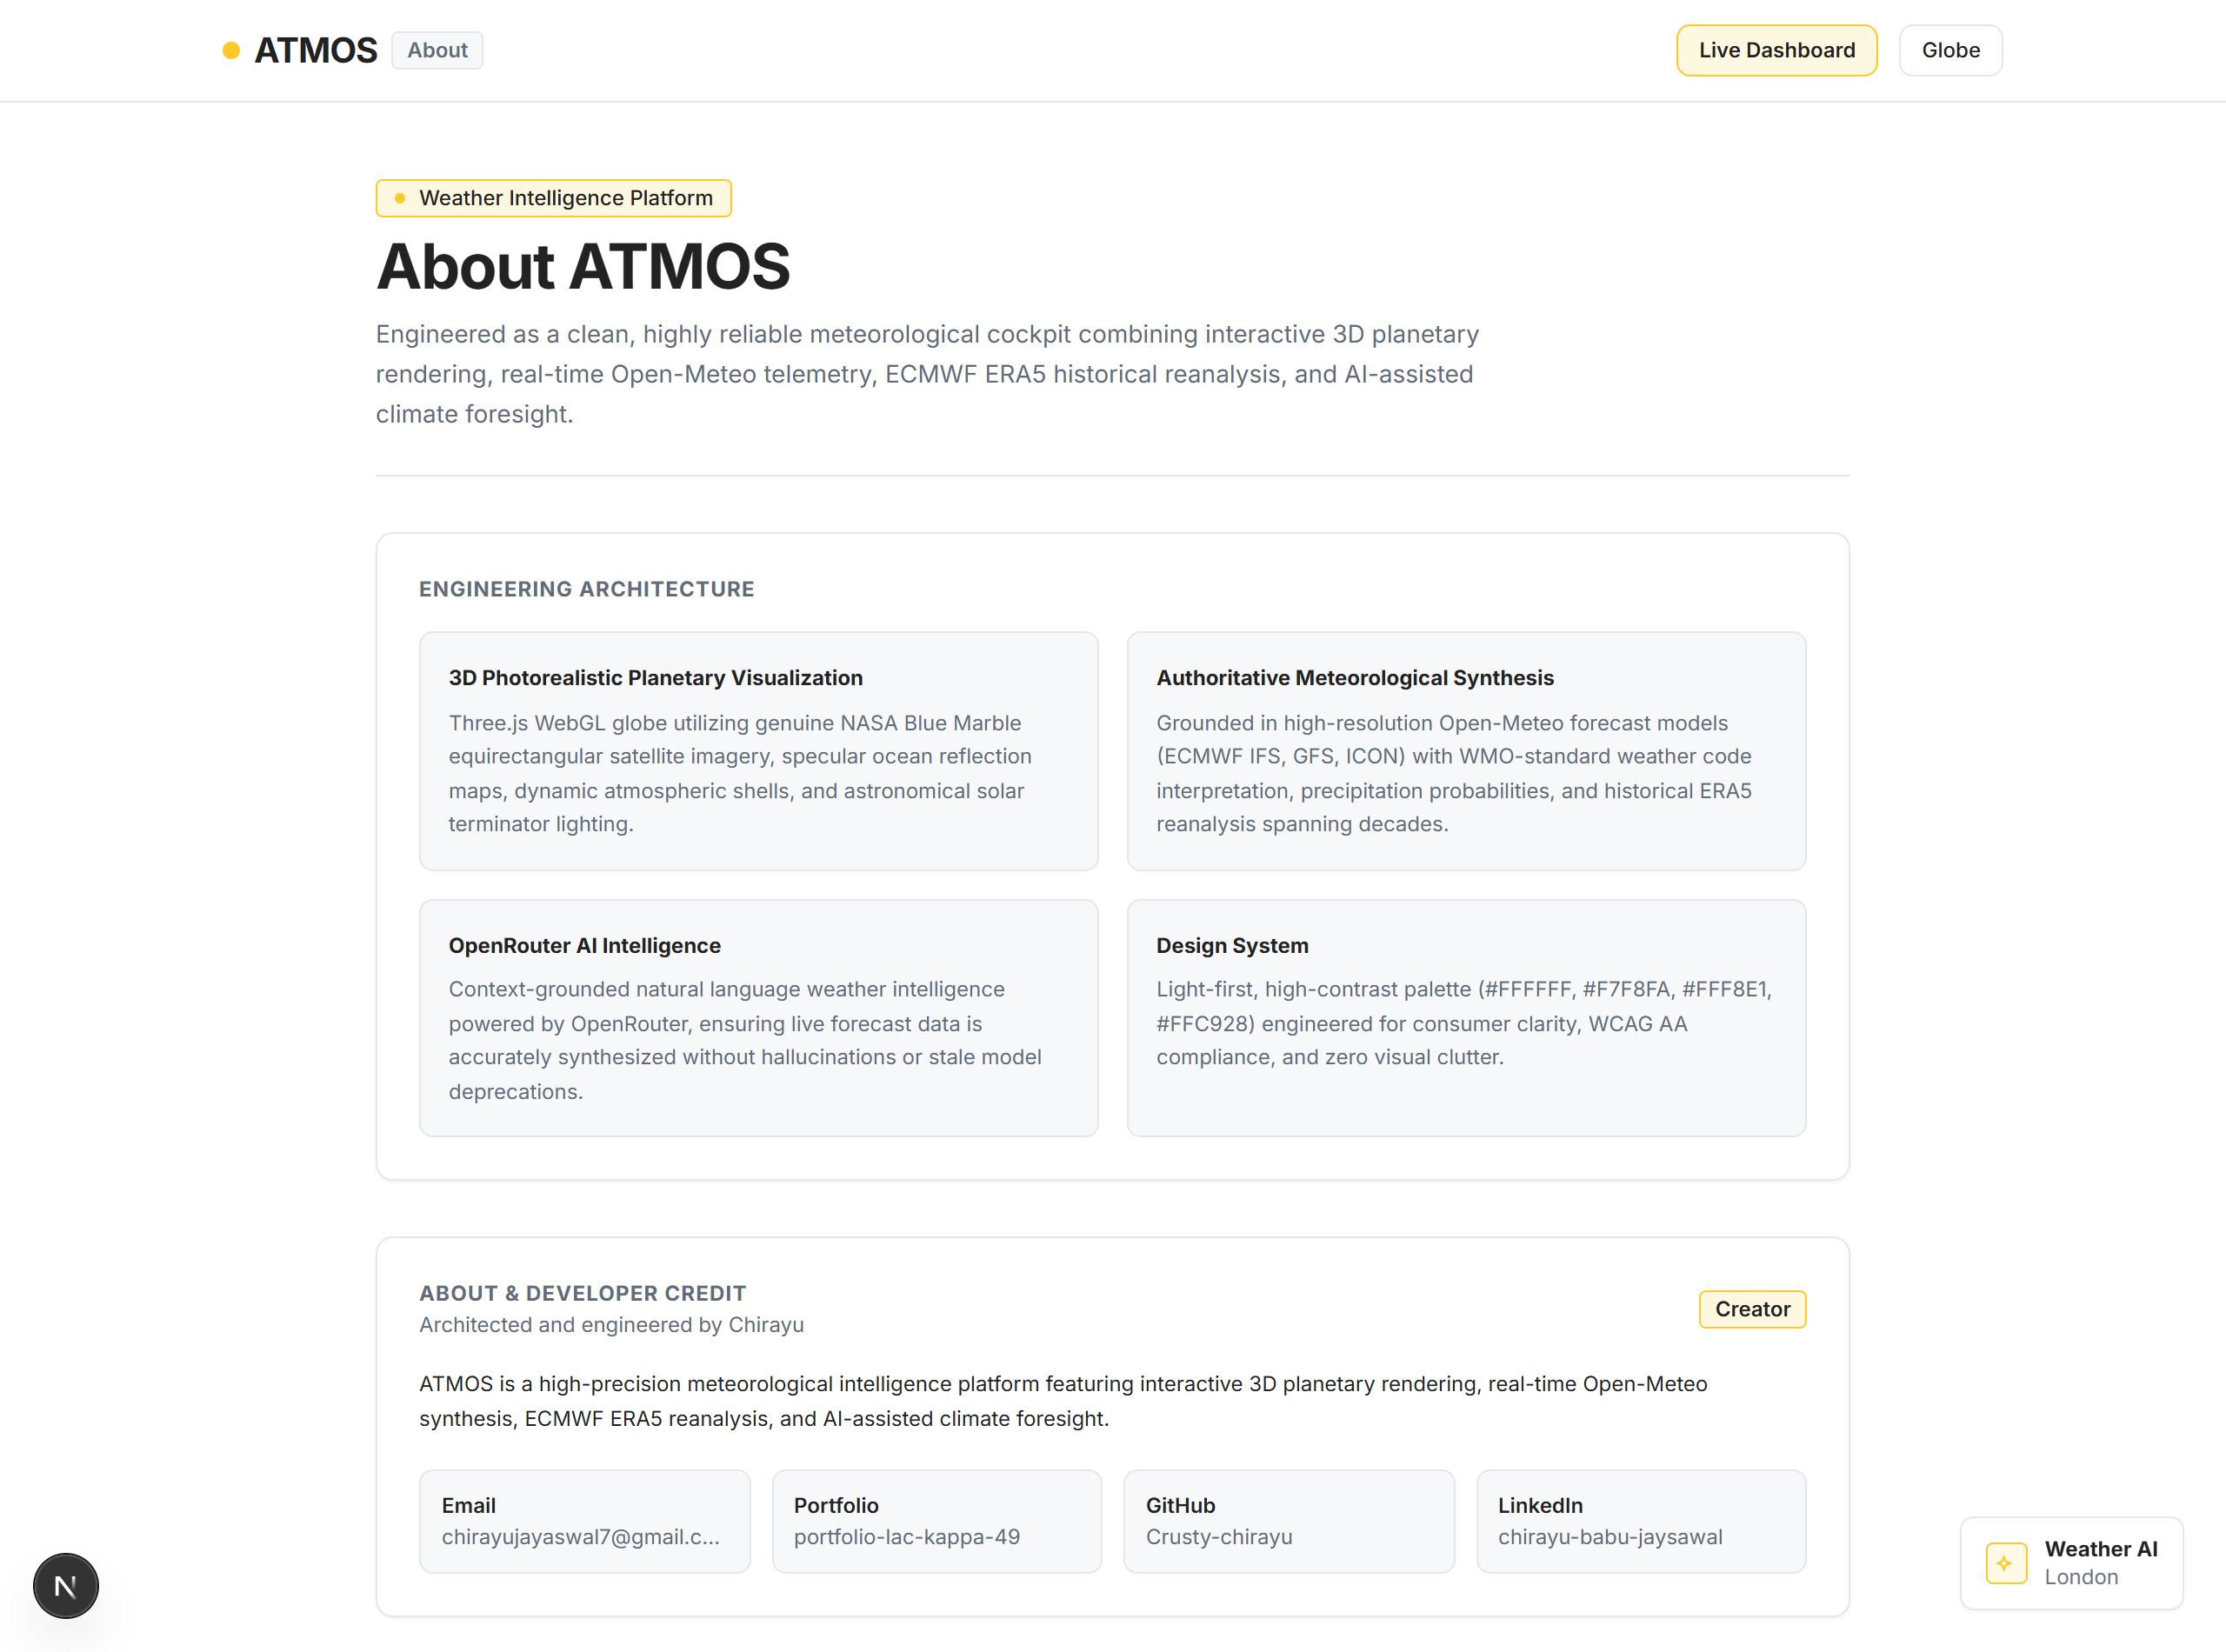 ATMOS
About
Live Dashboard
Globe
Weather Intelligence Platform
About ATMOS
Engineered as a clean, highly reliable meteorological cockpit combining interactive 3D planetary
rendering, real-time Open-Meteo telemetry, ECMWF ERA5 historical reanalysis, and AI-assisted
climate foresight.
ENGINEERING ARCHITECTURE
3D Photorealistic Planetary Visualization
Three.js WebGL globe utilizing genuine NASA Blue Marble
equirectangular satellite imagery, specular ocean reflection
maps, dynamic atmospheric shells, and astronomical solar
terminator lighting.
Authoritative Meteorological Synthesis
Grounded in high-resolution Open-Meteo forecast models
(ECMWF IFS, GFS, ICON) with WMO-standard weather code
interpretation, precipitation probabilities, and historical ERA5
reanalysis spanning decades.
OpenRouter AI Intelligence
Context-grounded natural language weather intelligence
powered by OpenRouter, ensuring live forecast data is
accurately synthesized without hallucinations or stale model
deprecations.
Design System
Light-first, high-contrast palette (#FFFFFF, #F7F8FA, #FFF8E1,
#FFC928) engineered for consumer clarity, WCAG AA
compliance, and zero visual clutter.
ABOUT & DEVELOPER CREDIT
Architected and engineered by Chirayu
Creator
ATMOS is a high-precision meteorological intelligence platform featuring interactive 3D planetary rendering, real-time Open-Meteo
synthesis, ECMWF ERA5 reanalysis, and AI-assisted climate foresight.
Email
chirayujayaswal7@gmail.c...
Portfolio
portfolio-lac-kappa-49
GitHub
Crusty-chirayu
LinkedIn
chirayu-babu-jaysawal
N
Weather AI
London